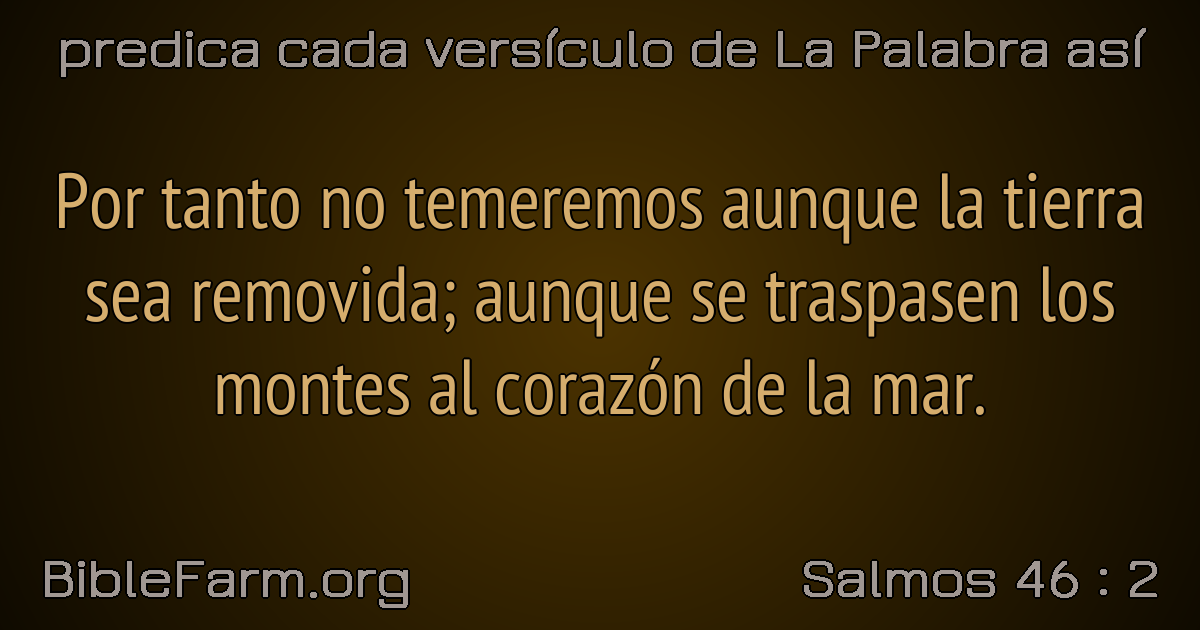 predica cada versículo de La Palabra así
Por tanto no temeremos aunque la tierra
sea removida; aunque se traspasen los
montes al corazón de la mar.
BibleFarm.org
Salmos 46 : 2